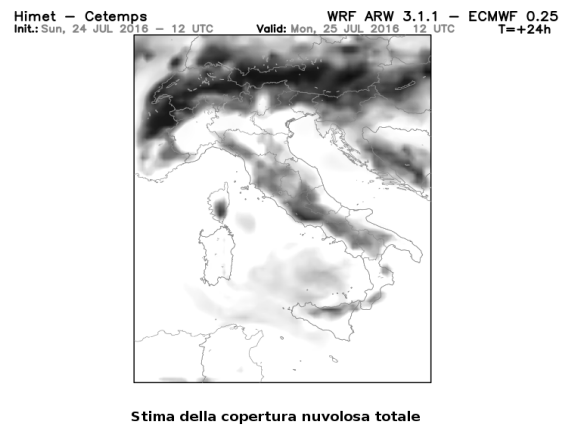 Himet – Cetemps WRF ARW 3.1.1 – ECMWF 0.25
Init.: Sun, 24 JUL 2016 – 12 UTC Valid: Mon, 25 JUL 2016 12 UTC T=+24h
Stima della copertura nuvolosa totale